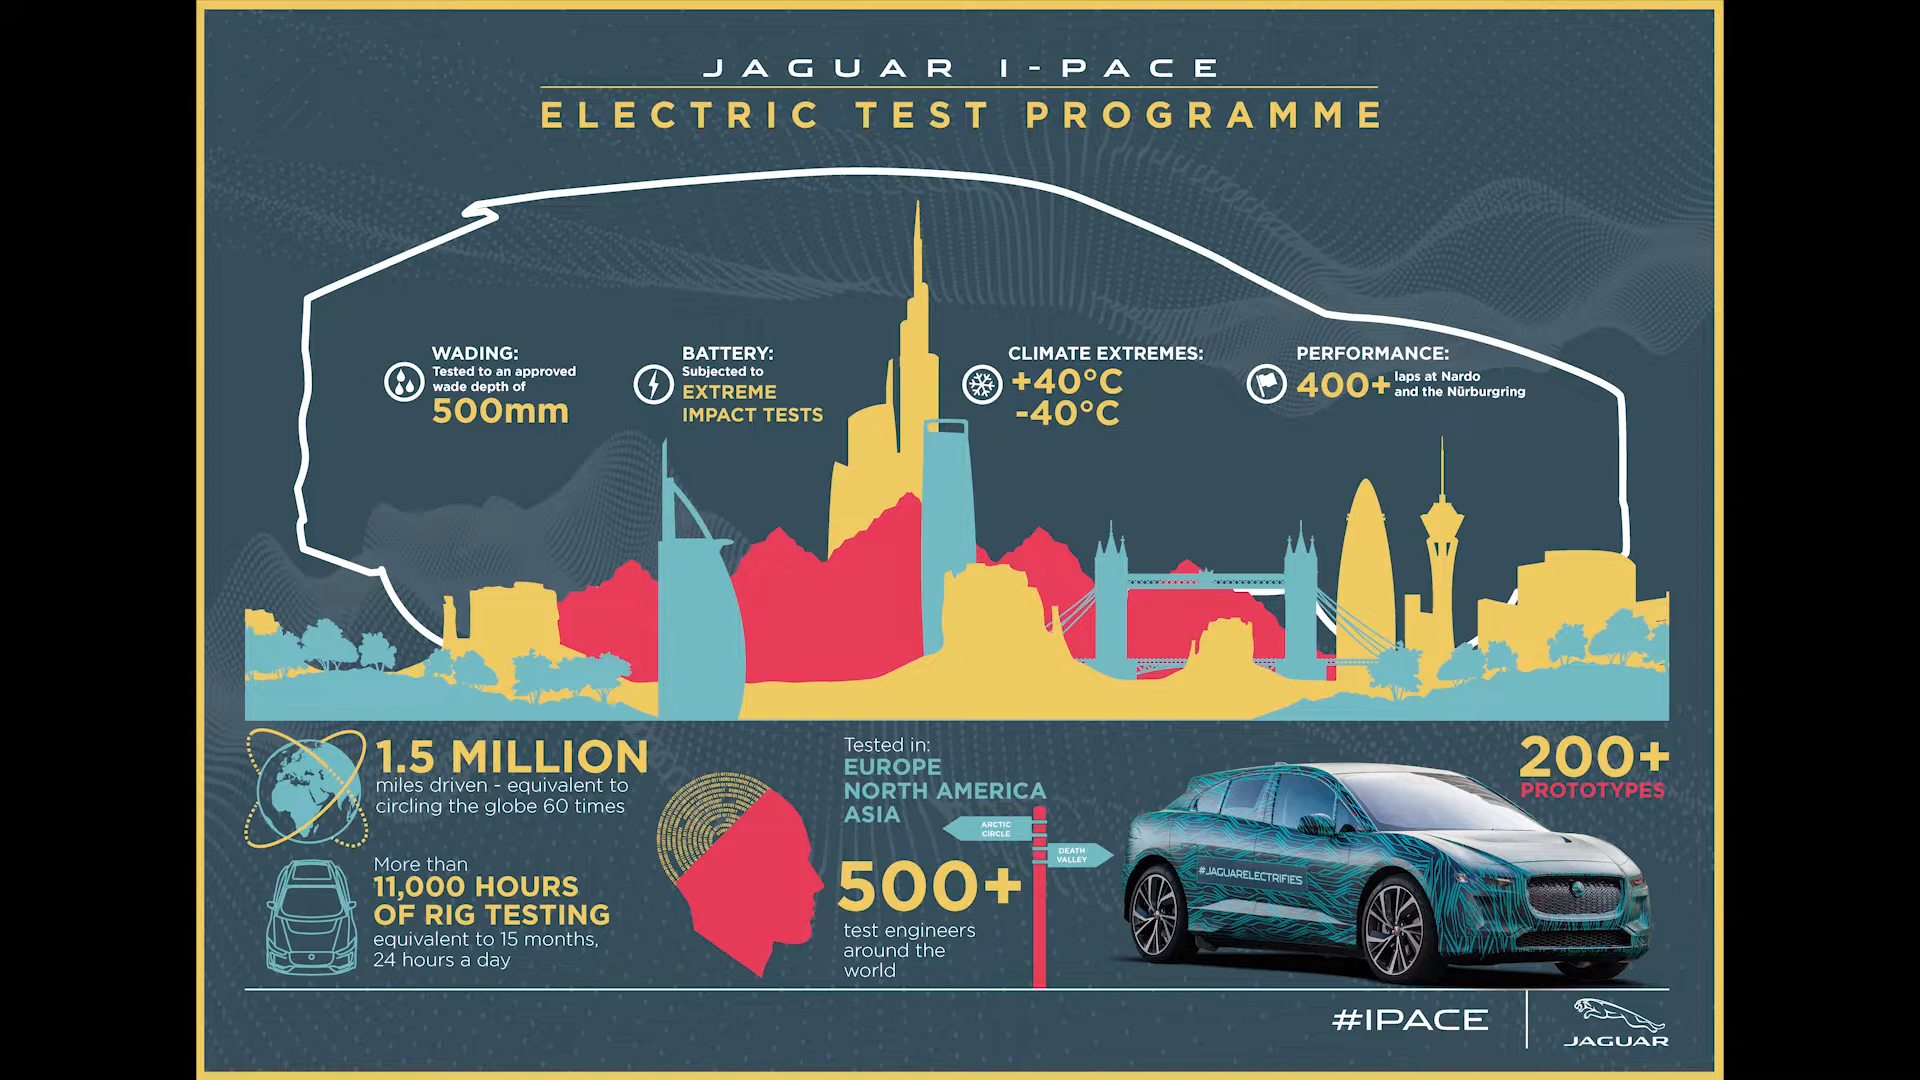 JAGUAR I-PACE
ELECTRIC TEST PROGRAMME
WADING:
Tested to an approved
wade depth of
500mm
BATTERY:
Subjected to
EXTREME
IMPACT TESTS
CLIMATE EXTREMES:
+40°C
-40°C
PERFORMANCE:
400+ laps at Nardo
and the Nürburgring
1.5 MILLION
miles driven - equivalent to
circling the globe 60 times
More than
11,000 HOURS
OF RIG TESTING
equivalent to 15 months,
24 hours a day
Tested in:
EUROPE
NORTH AMERICA
ASIA
ARCTIC
CIRCLE
DEATH
VALLEY
500+
test engineers
around the
world
200+
PROTOTYPES
#JAGUARELECTRIFIES
#IPACE
JAGUAR